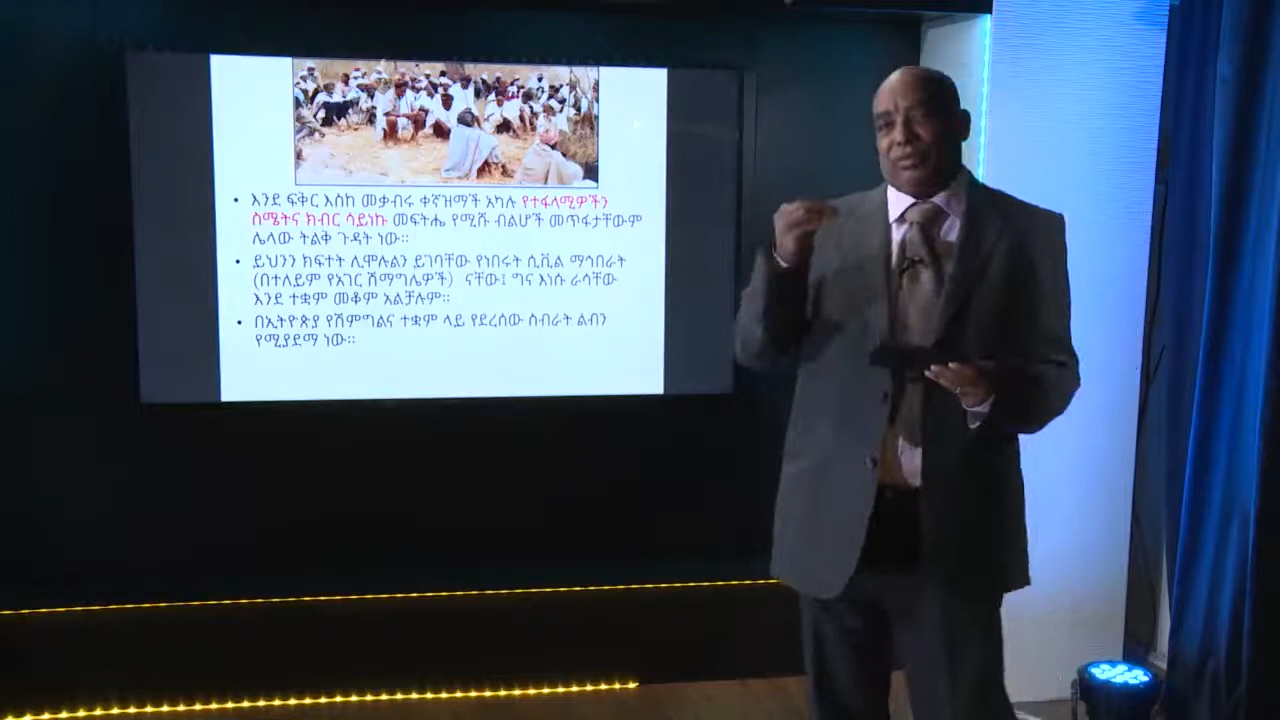 • እንደ ፍቅር እስከ መቃብሩ ቀኛዝማች አካሉ የተፋላሚዎችን
ስሜትና ክብር ሳይነኩ መፍትሔ የሚሹ ብልሆች መጥፋታቸውም
ሌላው ትልቅ ጉዳት ነው።
• ይህንን ክፍተት ሊሞሉልን ይገባቸው የነበሩት ሲቪል ማኅበራት
(በተለይም የአገር ሽማግሌዎች) ናቸው፤ ግና እነሱ ራሳቸው
እንደ ተቋም መቆም አልቻሉም።
• በኢትዮጵያ የሽምግልና ተቋም ላይ የደረሰው ስብራት ልብን
የሚያደማ ነው።